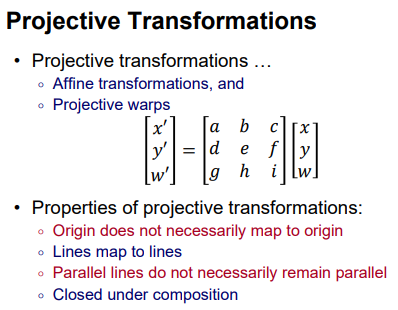 Projective Transformations
• Projective transformations …
◦ Affine transformations, and
◦ Projective warps
[x′] [a b c] [x]
[y′] = [d e f] [y]
[w′] [g h i] [w]
• Properties of projective transformations:
◦ Origin does not necessarily map to origin
◦ Lines map to lines
◦ Parallel lines do not necessarily remain parallel
◦ Closed under composition